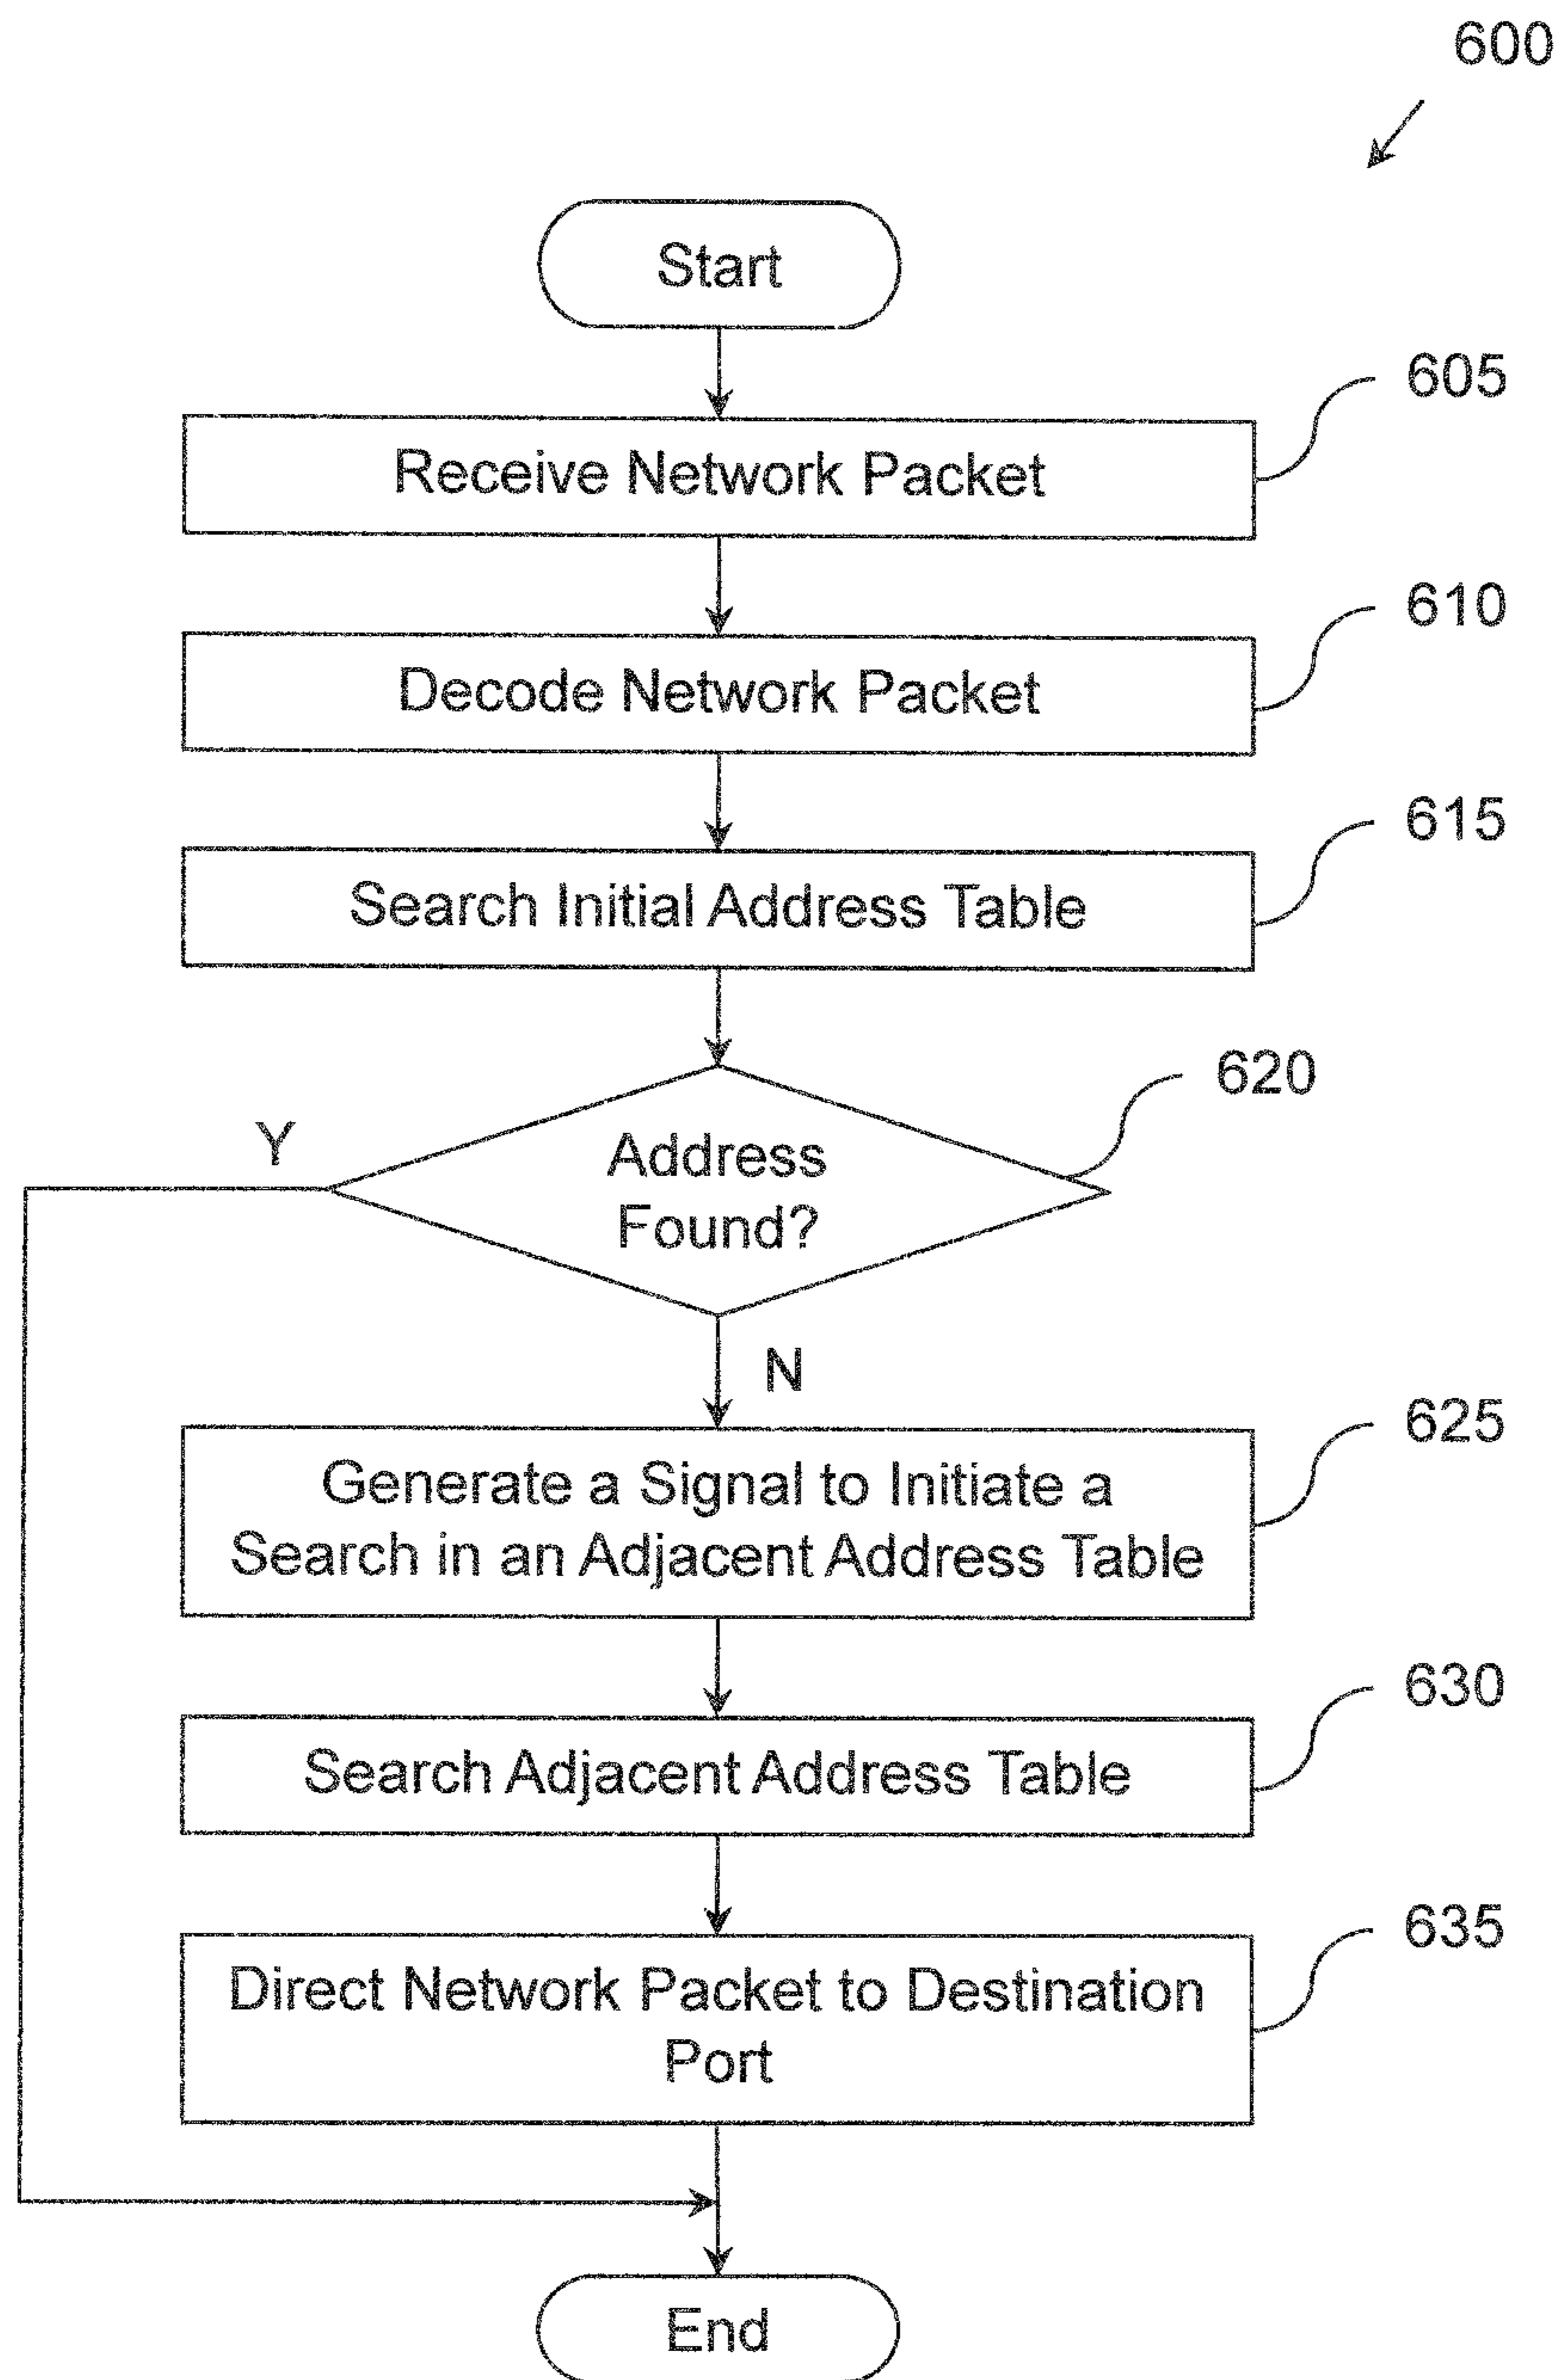 600
Start
605
Receive Network Packet
610
Decode Network Packet
615
Search Initial Address Table
620
Y
Address
Found?
N
625
Generate a Signal to Initiate a
Search in an Adjacent Address Table
630
Search Adjacent Address Table
635
Direct Network Packet to Destination
Port
End